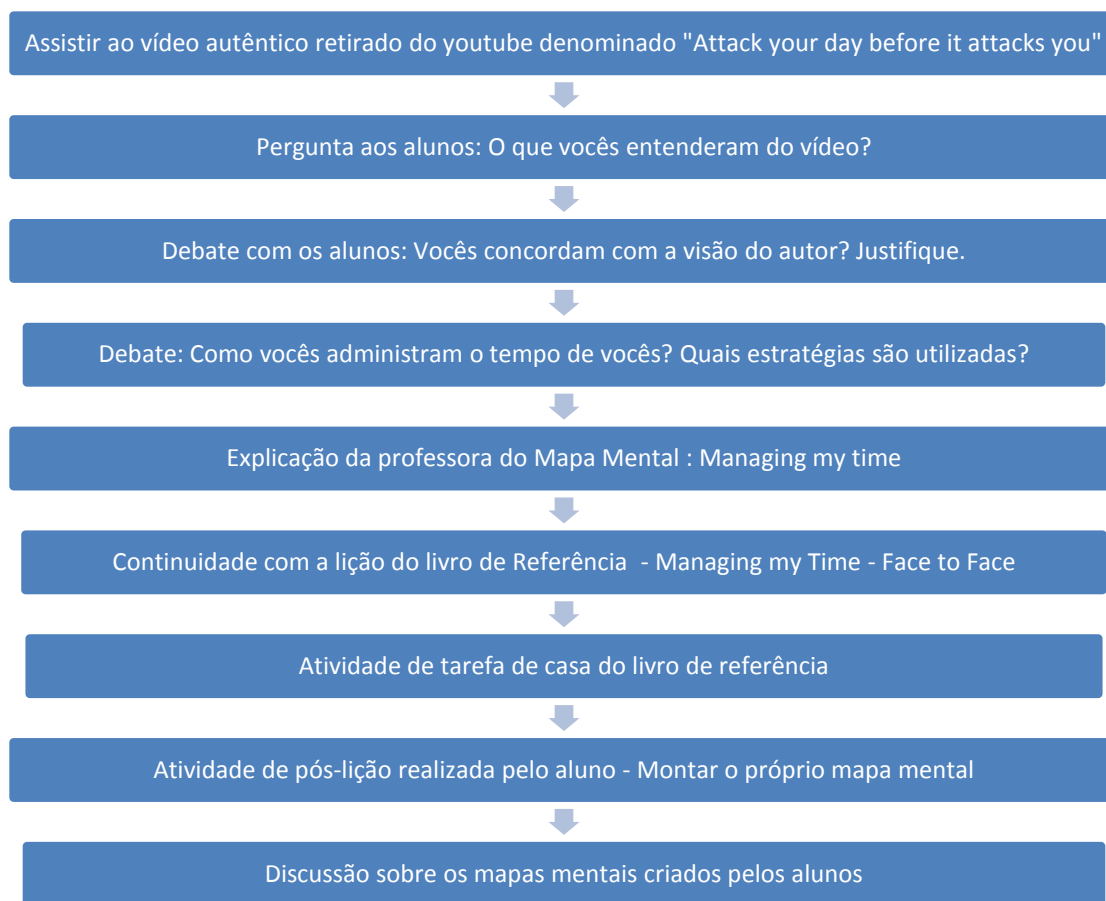 Assistir ao vídeo autêntico retirado do youtube denominado "Attack your day before it attacks you"
Pergunta aos alunos: O que vocês entenderam do vídeo?
Debate com os alunos: Vocês concordam com a visão do autor? Justifique.
Debate: Como vocês administram o tempo de vocês? Quais estratégias são utilizadas?
Explicação da professora do Mapa Mental : Managing my time
Continuidade com a lição do livro de Referência - Managing my Time - Face to Face
Atividade de tarefa de casa do livro de referência
Atividade de pós-lição realizada pelo aluno - Montar o próprio mapa mental
Discussão sobre os mapas mentais criados pelos alunos